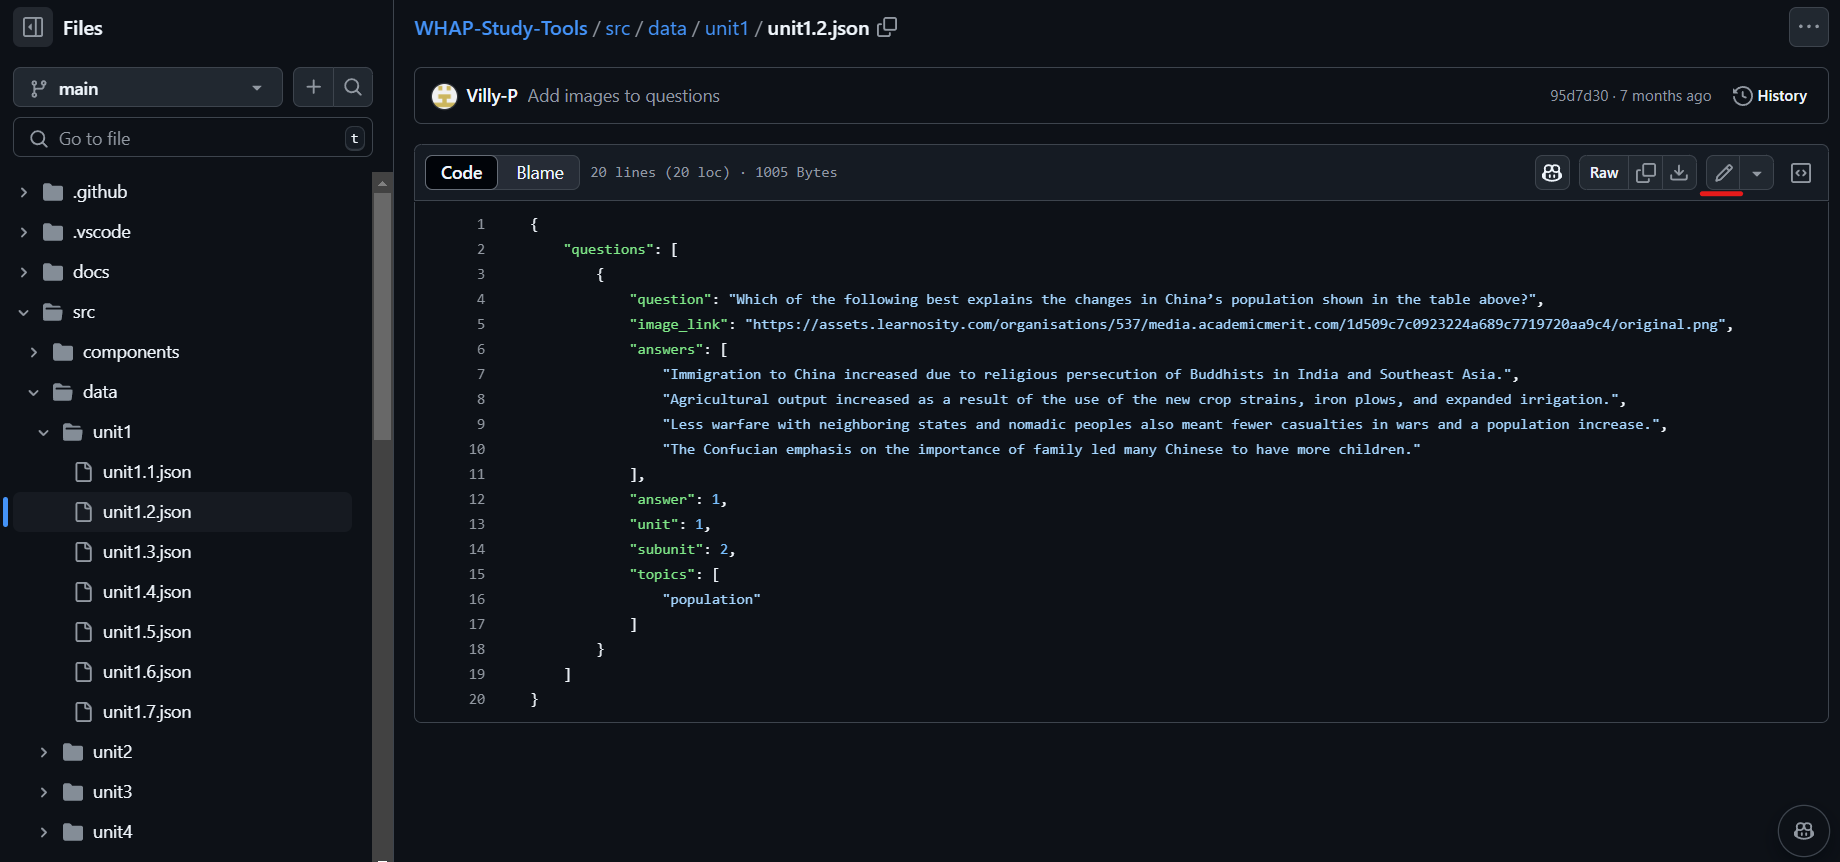 Files
main
Go to file
t
.github
.vscode
docs
src
components
data
unit1
unit1.1.json
unit1.2.json
unit1.3.json
unit1.4.json
unit1.5.json
unit1.6.json
unit1.7.json
unit2
unit3
unit4
WHAP-Study-Tools / src / data / unit1 / unit1.2.json
Villy-P Add images to questions 95d7d30 · 7 months ago History
Code Blame 20 lines (20 loc) · 1005 Bytes Raw
1 {
2 "questions": [
3 {
4 "question": "Which of the following best explains the changes in China’s population shown in the table above?",
5 "image_link": "https://assets.learnosity.com/organisations/537/media.academicmerit.com/1d509c7c0923224a689c7719720aa9c4/original.png",
6 "answers": [
7 "Immigration to China increased due to religious persecution of Buddhists in India and Southeast Asia.",
8 "Agricultural output increased as a result of the use of the new crop strains, iron plows, and expanded irrigation.",
9 "Less warfare with neighboring states and nomadic peoples also meant fewer casualties in wars and a population increase.",
10 "The Confucian emphasis on the importance of family led many Chinese to have more children."
11 ],
12 "answer": 1,
13 "unit": 1,
14 "subunit": 2,
15 "topics": [
16 "population"
17 ]
18 }
19 ]
20 }